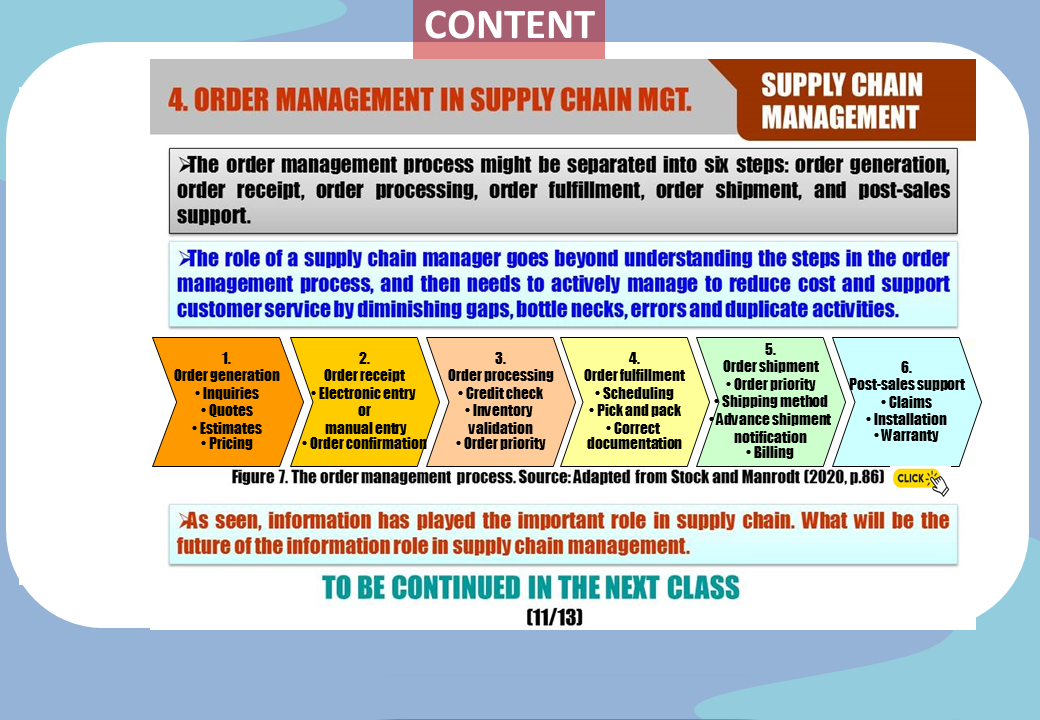 CONTENT
4. ORDER MANAGEMENT IN SUPPLY CHAIN MGT.
SUPPLY CHAIN
MANAGEMENT
➢The order management process might be separated into six steps: order generation,
order receipt, order processing, order fulfillment, order shipment, and post-sales
support.
➢The role of a supply chain manager goes beyond understanding the steps in the order
management process, and then needs to actively manage to reduce cost and support
customer service by diminishing gaps, bottle necks, errors and duplicate activities.
1.
Order generation
• Inquiries
• Quotes
• Estimates
• Pricing
2.
Order receipt
• Electronic entry
or
manual entry
• Order confirmation
3.
Order processing
• Credit check
• Inventory
validation
• Order priority
4.
Order fulfillment
• Scheduling
• Pick and pack
• Correct
documentation
5.
Order shipment
• Order priority
• Shipping method
• Advance shipment
notification
• Billing
6.
Post-sales support
• Claims
• Installation
• Warranty
Figure 7. The order management process. Source: Adapted from Stock and Manrodt (2020, p.86)
CLICK
➢As seen, information has played the important role in supply chain. What will be the
future of the information role in supply chain management.
TO BE CONTINUED IN THE NEXT CLASS
(11/13)